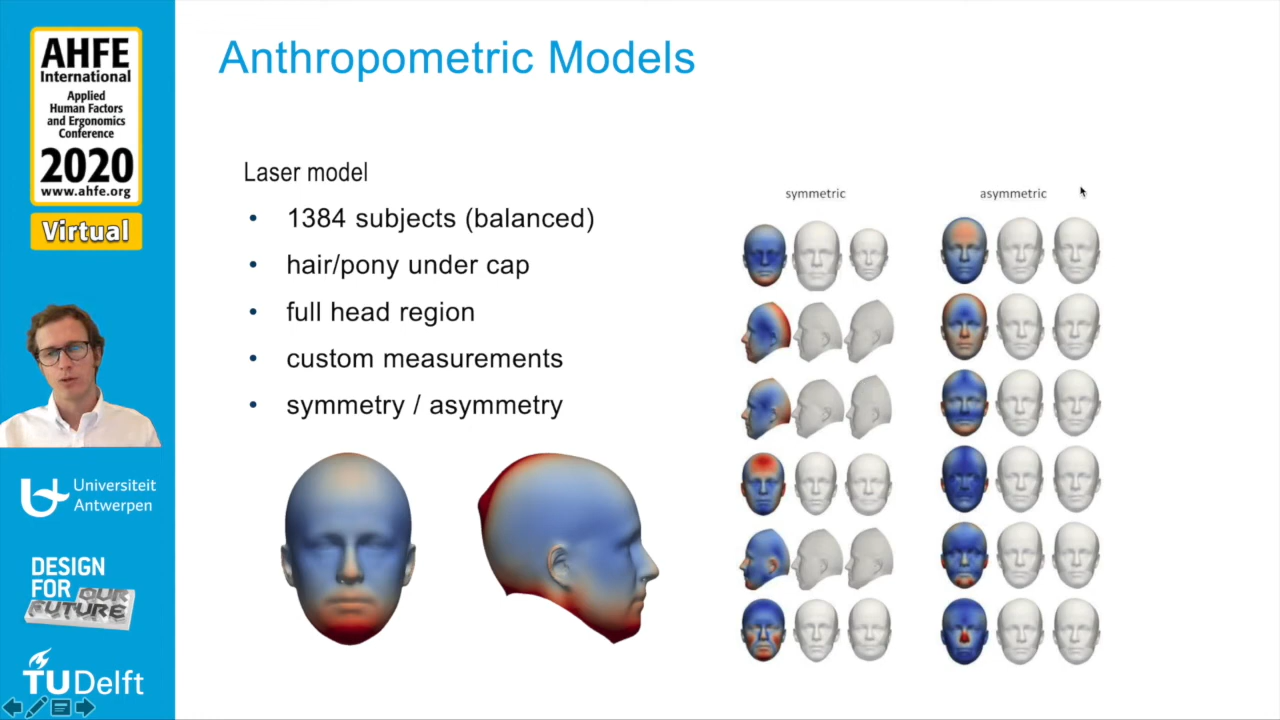 AHFE
International
Applied
Human Factors
and Ergonomics
Conference
2020
www.ahfe.org
Virtual
Universiteit
Antwerpen
DESIGN
FOR
OUR
FUTURE
TUDelft
Anthropometric Models
Laser model
• 1384 subjects (balanced)
• hair/pony under cap
• full head region
• custom measurements
• symmetry / asymmetry
symmetric
asymmetric